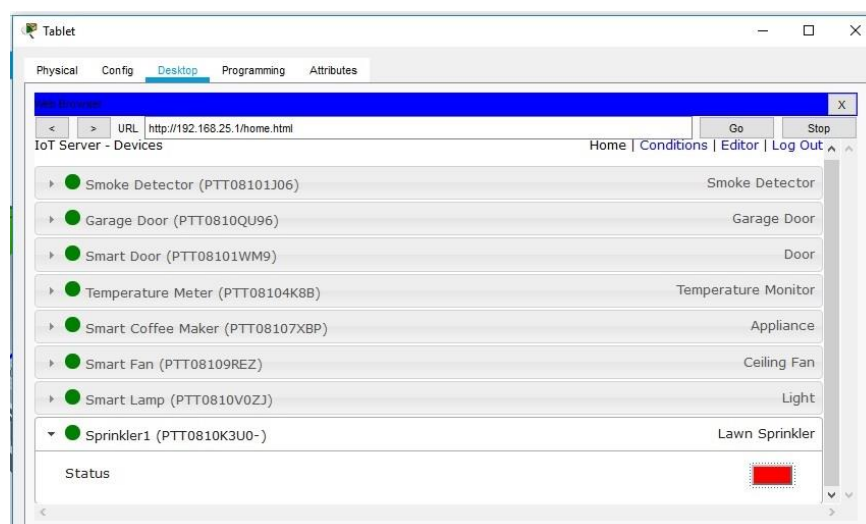 Tablet
Physical Config Desktop Programming Attributes
Web Browser X
< > URL http://192.168.25.1/home.html Go Stop
IoT Server - Devices Home | Conditions | Editor | Log Out
Smoke Detector (PTT08101J06) Smoke Detector
Garage Door (PTT0810QU96) Garage Door
Smart Door (PTT08101WM9) Door
Temperature Meter (PTT08104K8B) Temperature Monitor
Smart Coffee Maker (PTT08107XBP) Appliance
Smart Fan (PTT08109REZ) Ceiling Fan
Smart Lamp (PTT0810V0ZJ) Light
Sprinkler1 (PTT0810K3U0-) Lawn Sprinkler
Status